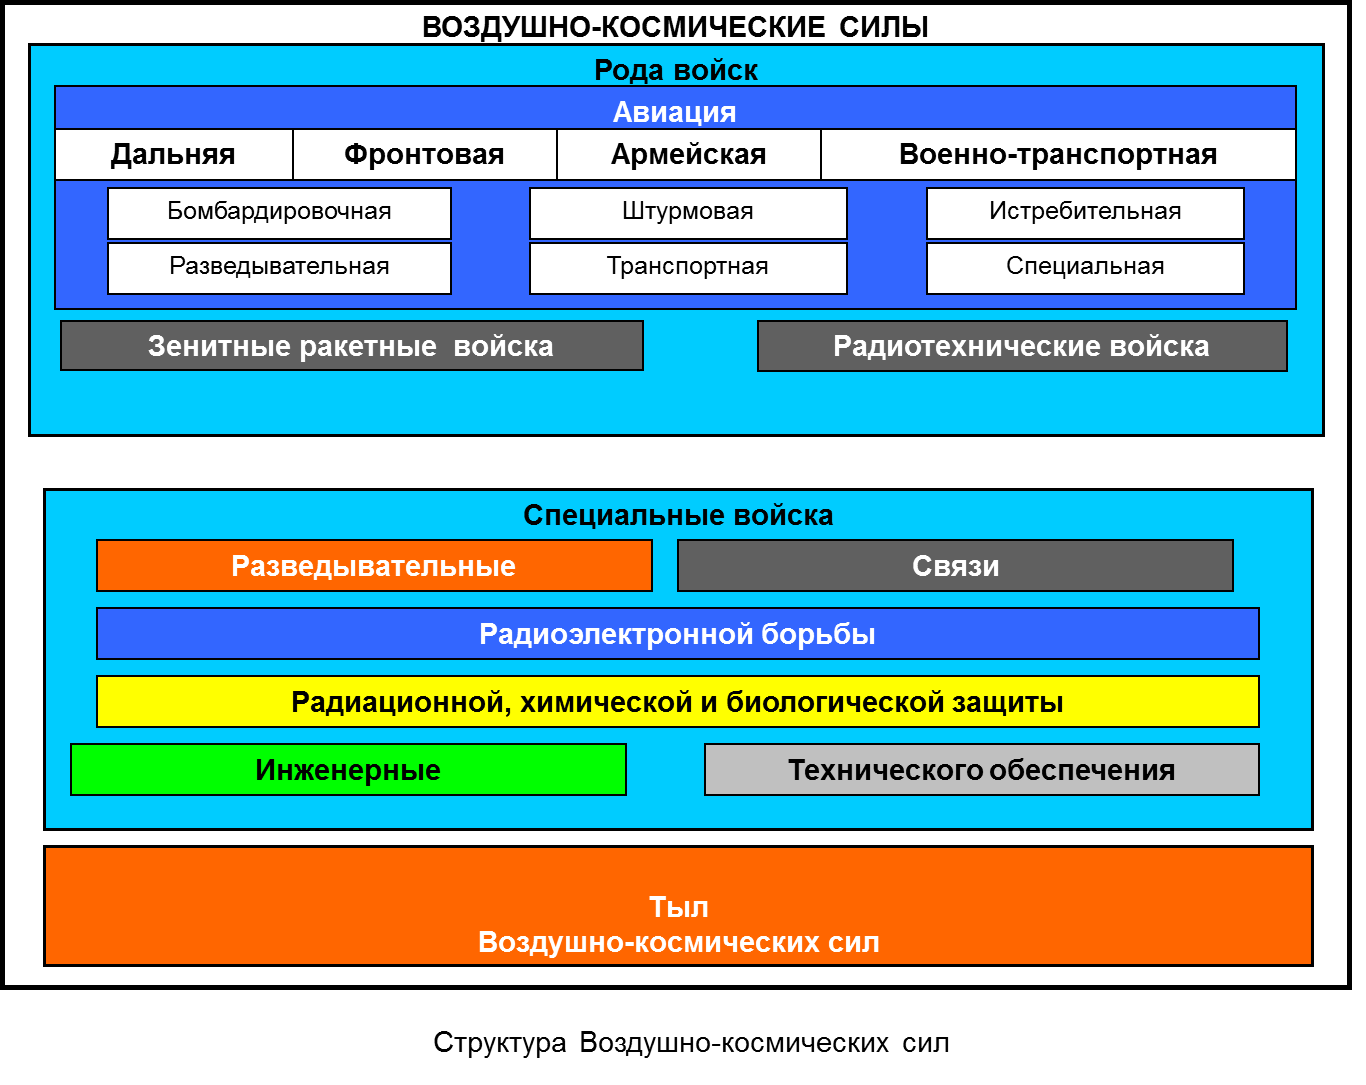 ВОЗДУШНО-КОСМИЧЕСКИЕ СИЛЫ
Рода войск
Авиация
Дальняя
Фронтовая
Армейская
Военно-транспортная
Бомбардировочная
Штурмовая
Истребительная
Разведывательная
Транспортная
Специальная
Зенитные ракетные войска
Радиотехнические войска
Специальные войска
Разведывательные
Связи
Радиоэлектронной борьбы
Радиационной, химической и биологической защиты
Инженерные
Технического обеспечения
Тыл
Воздушно-космических сил
Структура Воздушно-космических сил